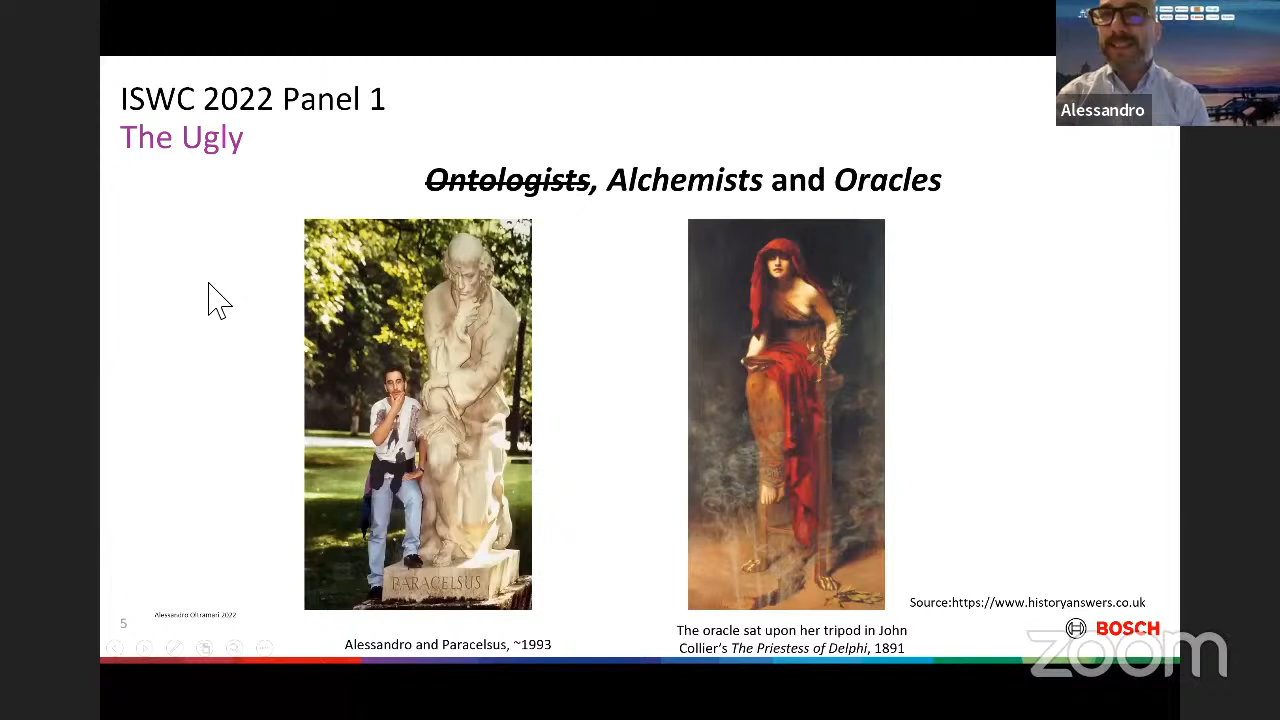 ISWC 2022 Panel 1
The Ugly
Alessandro
Ontologists, Alchemists and Oracles
PARACELSUS
Source:https://www.historyanswers.co.uk
Alessandro Oltramari 2022
5
Alessandro and Paracelsus, ~1993
The oracle sat upon her tripod in John
Collier’s The Priestess of Delphi, 1891
BOSCH
zoom